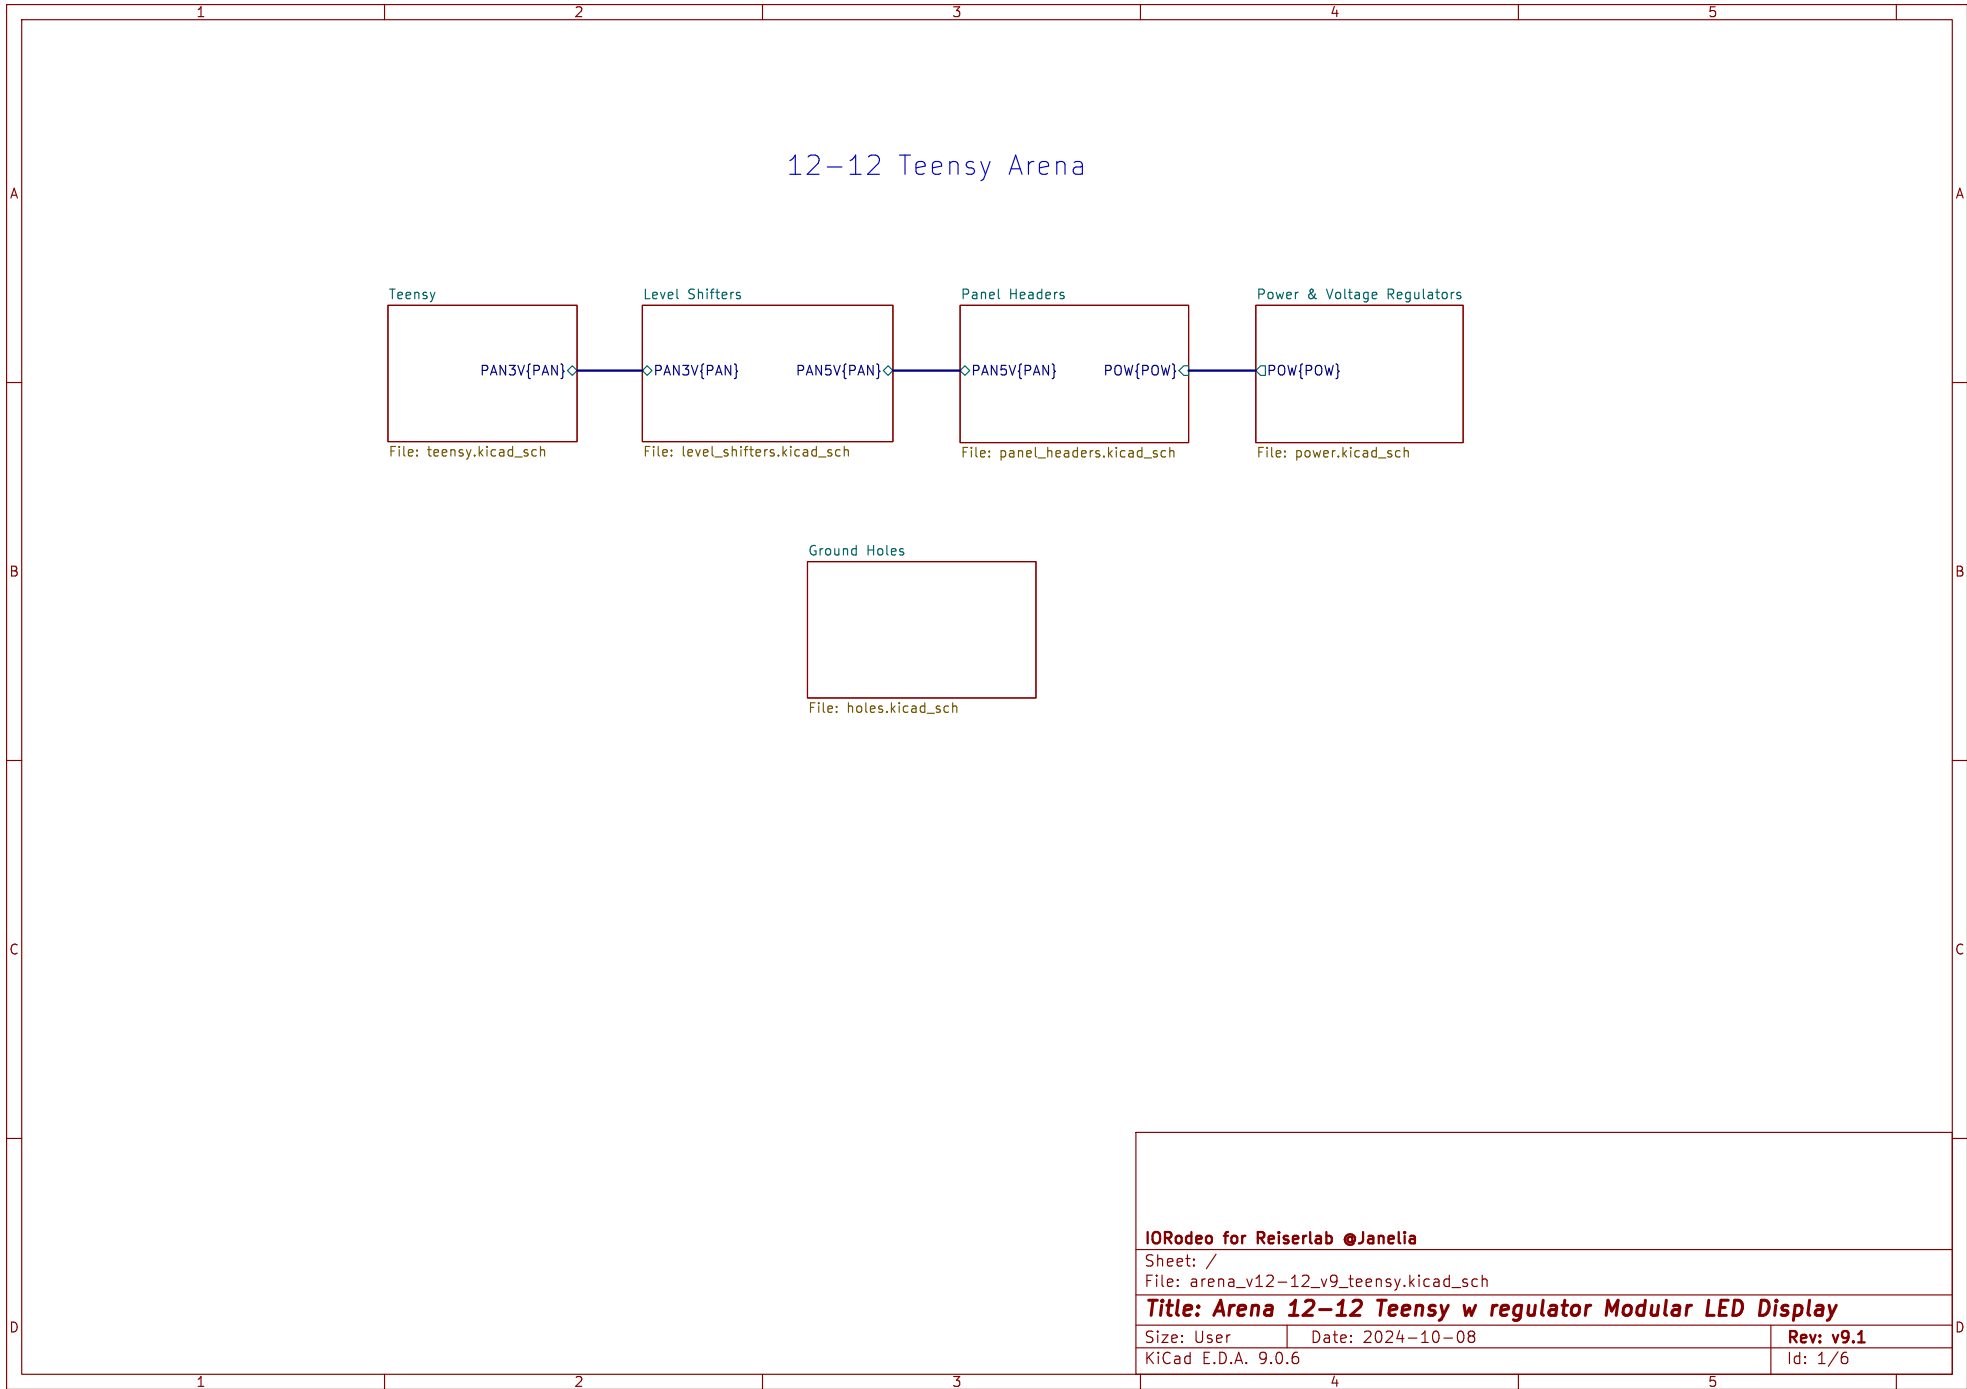 1 2 3 4 5
12-12 Teensy Arena
A A
Teensy Level Shifters Panel Headers Power & Voltage Regulators
PAN3V{PAN} PAN3V{PAN} PAN5V{PAN} PAN5V{PAN} POW{POW} POW{POW}
File: teensy.kicad_sch File: level_shifters.kicad_sch File: panel_headers.kicad_sch File: power.kicad_sch
Ground Holes
B B
File: holes.kicad_sch
C C
IORodeo for Reiserlab @Janelia
Sheet: /
File: arena_v12-12_v9_teensy.kicad_sch
Title: Arena 12-12 Teensy w regulator Modular LED Display
D D
Size: User Date: 2024-10-08 Rev: v9.1
KiCad E.D.A. 9.0.6 Id: 1/6
1 2 3 4 5